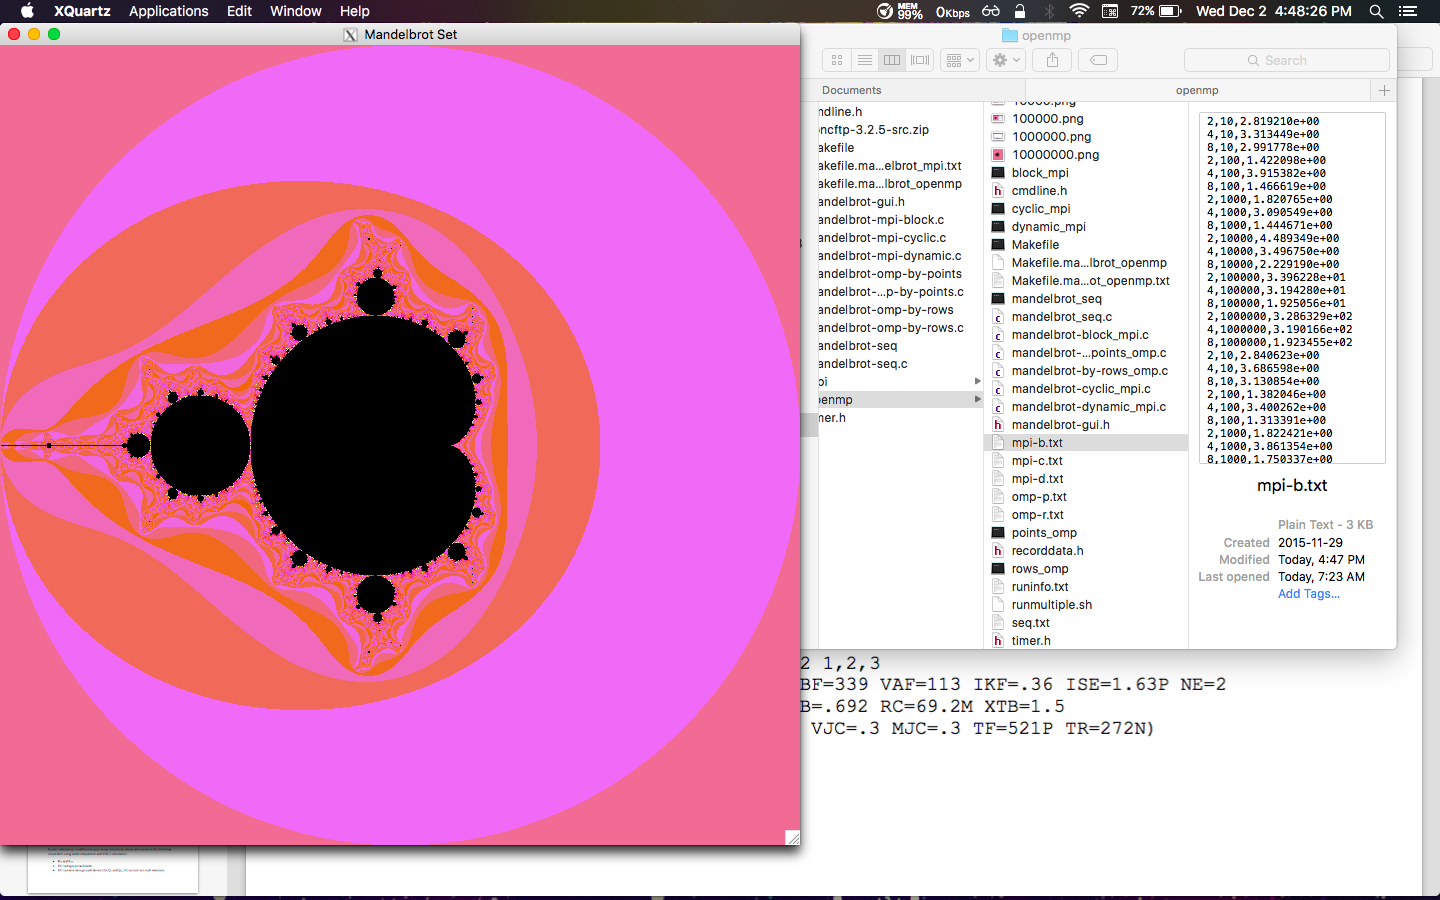 XQuartz Applications Edit Window Help
MEM 99% 0Kbps 72% Wed Dec 2 4:48:26 PM
Mandelbrot Set
openmp
Search
Documents
openmp
ndline.h
oncftp-3.2.5-src.zip
akefile
akefile.ma...elbrot_mpi.txt
akefile.ma...lbrot_openmp
andelbrot-gui.h
andelbrot-mpi-block.c
andelbrot-mpi-cyclic.c
andelbrot-mpi-dynamic.c
andelbrot-omp-by-points
andelbrot-...p-by-points.c
andelbrot-omp-by-rows
andelbrot-omp-by-rows.c
andelbrot-seq
andelbrot-seq.c
pi
penmp
mer.h
10000.png
100000.png
1000000.png
10000000.png
block_mpi
cmdline.h
cyclic_mpi
dynamic_mpi
Makefile
Makefile.ma...lbrot_openmp
Makefile.ma...ot_openmp.txt
mandelbrot_seq
mandelbrot_seq.c
mandelbrot-block_mpi.c
mandelbrot-...points_omp.c
mandelbrot-by-rows_omp.c
mandelbrot-cyclic_mpi.c
mandelbrot-dynamic_mpi.c
mandelbrot-gui.h
mpi-b.txt
mpi-c.txt
mpi-d.txt
omp-p.txt
omp-r.txt
points_omp
recorddata.h
rows_omp
runinfo.txt
runmultiple.sh
seq.txt
timer.h
2,10,2.819210e+00
4,10,3.313449e+00
8,10,2.991778e+00
2,100,1.422098e+00
4,100,3.915382e+00
8,100,1.466619e+00
2,1000,1.820765e+00
4,1000,3.090549e+00
8,1000,1.444671e+00
2,10000,4.489349e+00
4,10000,3.496750e+00
8,10000,2.229190e+00
2,100000,3.396228e+01
4,100000,3.194280e+01
8,100000,1.925056e+01
2,1000000,3.286329e+02
4,1000000,3.190166e+02
8,1000000,1.923455e+02
2,10,2.840623e+00
4,10,3.686598e+00
8,10,3.130854e+00
2,100,1.382046e+00
4,100,3.400262e+00
8,100,1.313391e+00
2,1000,1.822421e+00
4,1000,3.861354e+00
8,1000,1.750337e+00
mpi-b.txt
Plain Text - 3 KB
Created 2015-11-29
Modified Today, 4:47 PM
Last opened Today, 7:23 AM
Add Tags...
2 1,2,3
BF=339 VAF=113 IKF=.36 ISE=1.63P NE=2
B=.692 RC=69.2M XTB=1.5
VJC=.3 MJC=.3 TF=521P TR=272N)